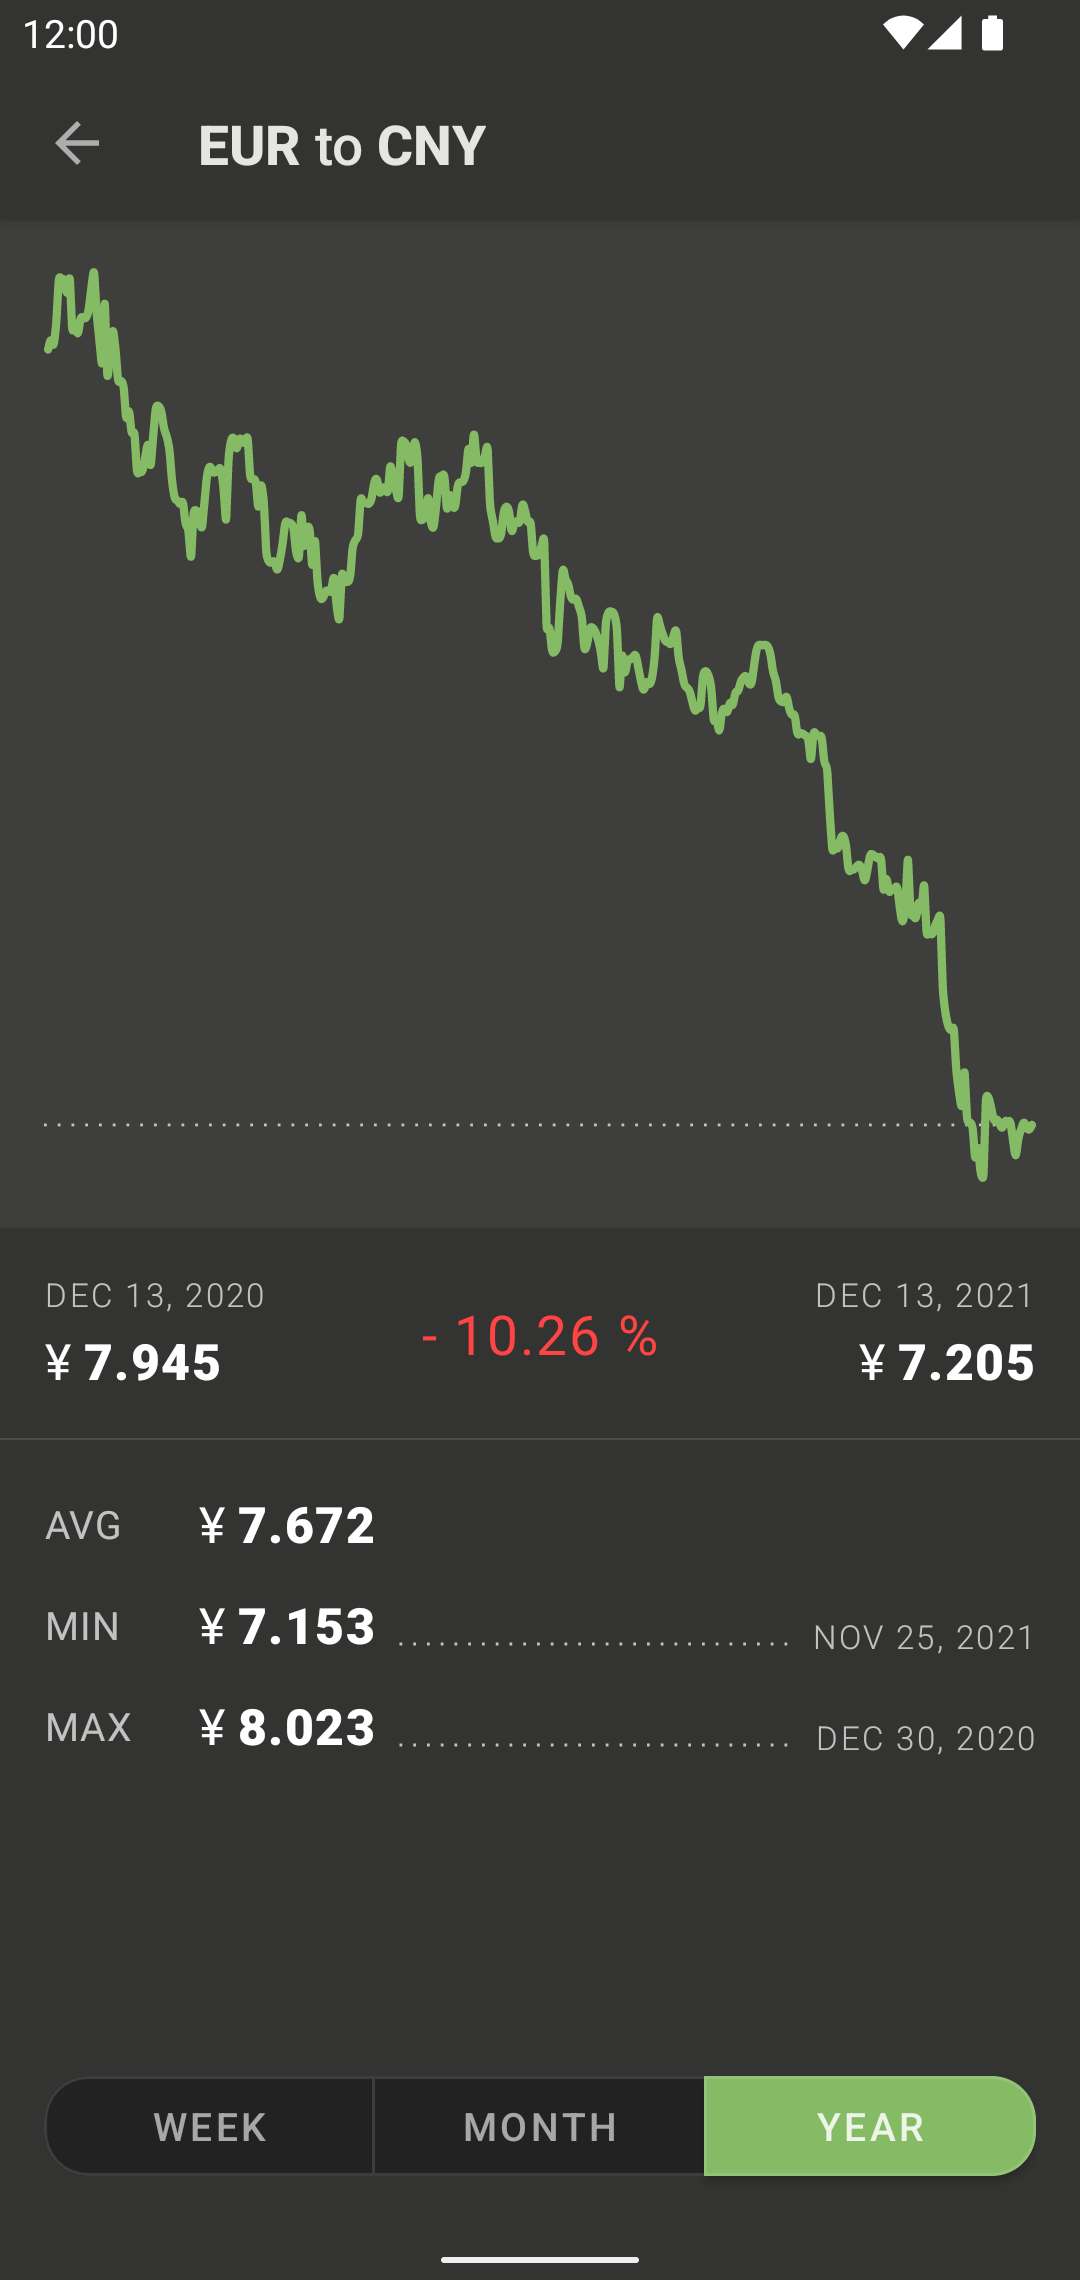 12:00
EUR to CNY
DEC 13, 2020
¥ 7.945
- 10.26 %
DEC 13, 2021
¥ 7.205
AVG ¥ 7.672
MIN ¥ 7.153 NOV 25, 2021
MAX ¥ 8.023 DEC 30, 2020
WEEK MONTH YEAR